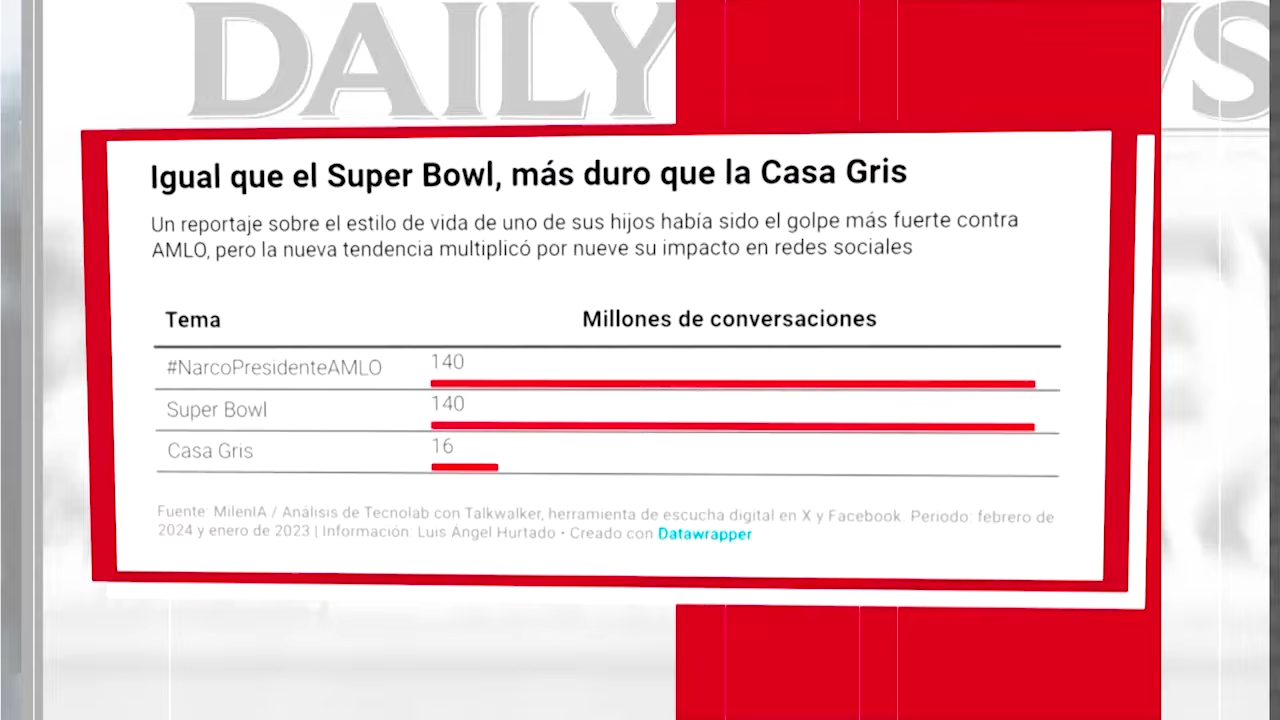 DAILY
Igual que el Super Bowl, más duro que la Casa Gris
Un reportaje sobre el estilo de vida de uno de sus hijos había sido el golpe más fuerte contra
AMLO, pero la nueva tendencia multiplicó por nueve su impacto en redes sociales
Tema Millones de conversaciones
#NarcoPresidenteAMLO 140
Super Bowl 140
Casa Gris 16
Fuente: MilenIA / Análisis de Tecnolab con Talkwalker, herramienta de escucha digital en X y Facebook. Periodo: febrero de
2024 y enero de 2023 | Información: Luis Ángel Hurtado • Creado con Datawrapper